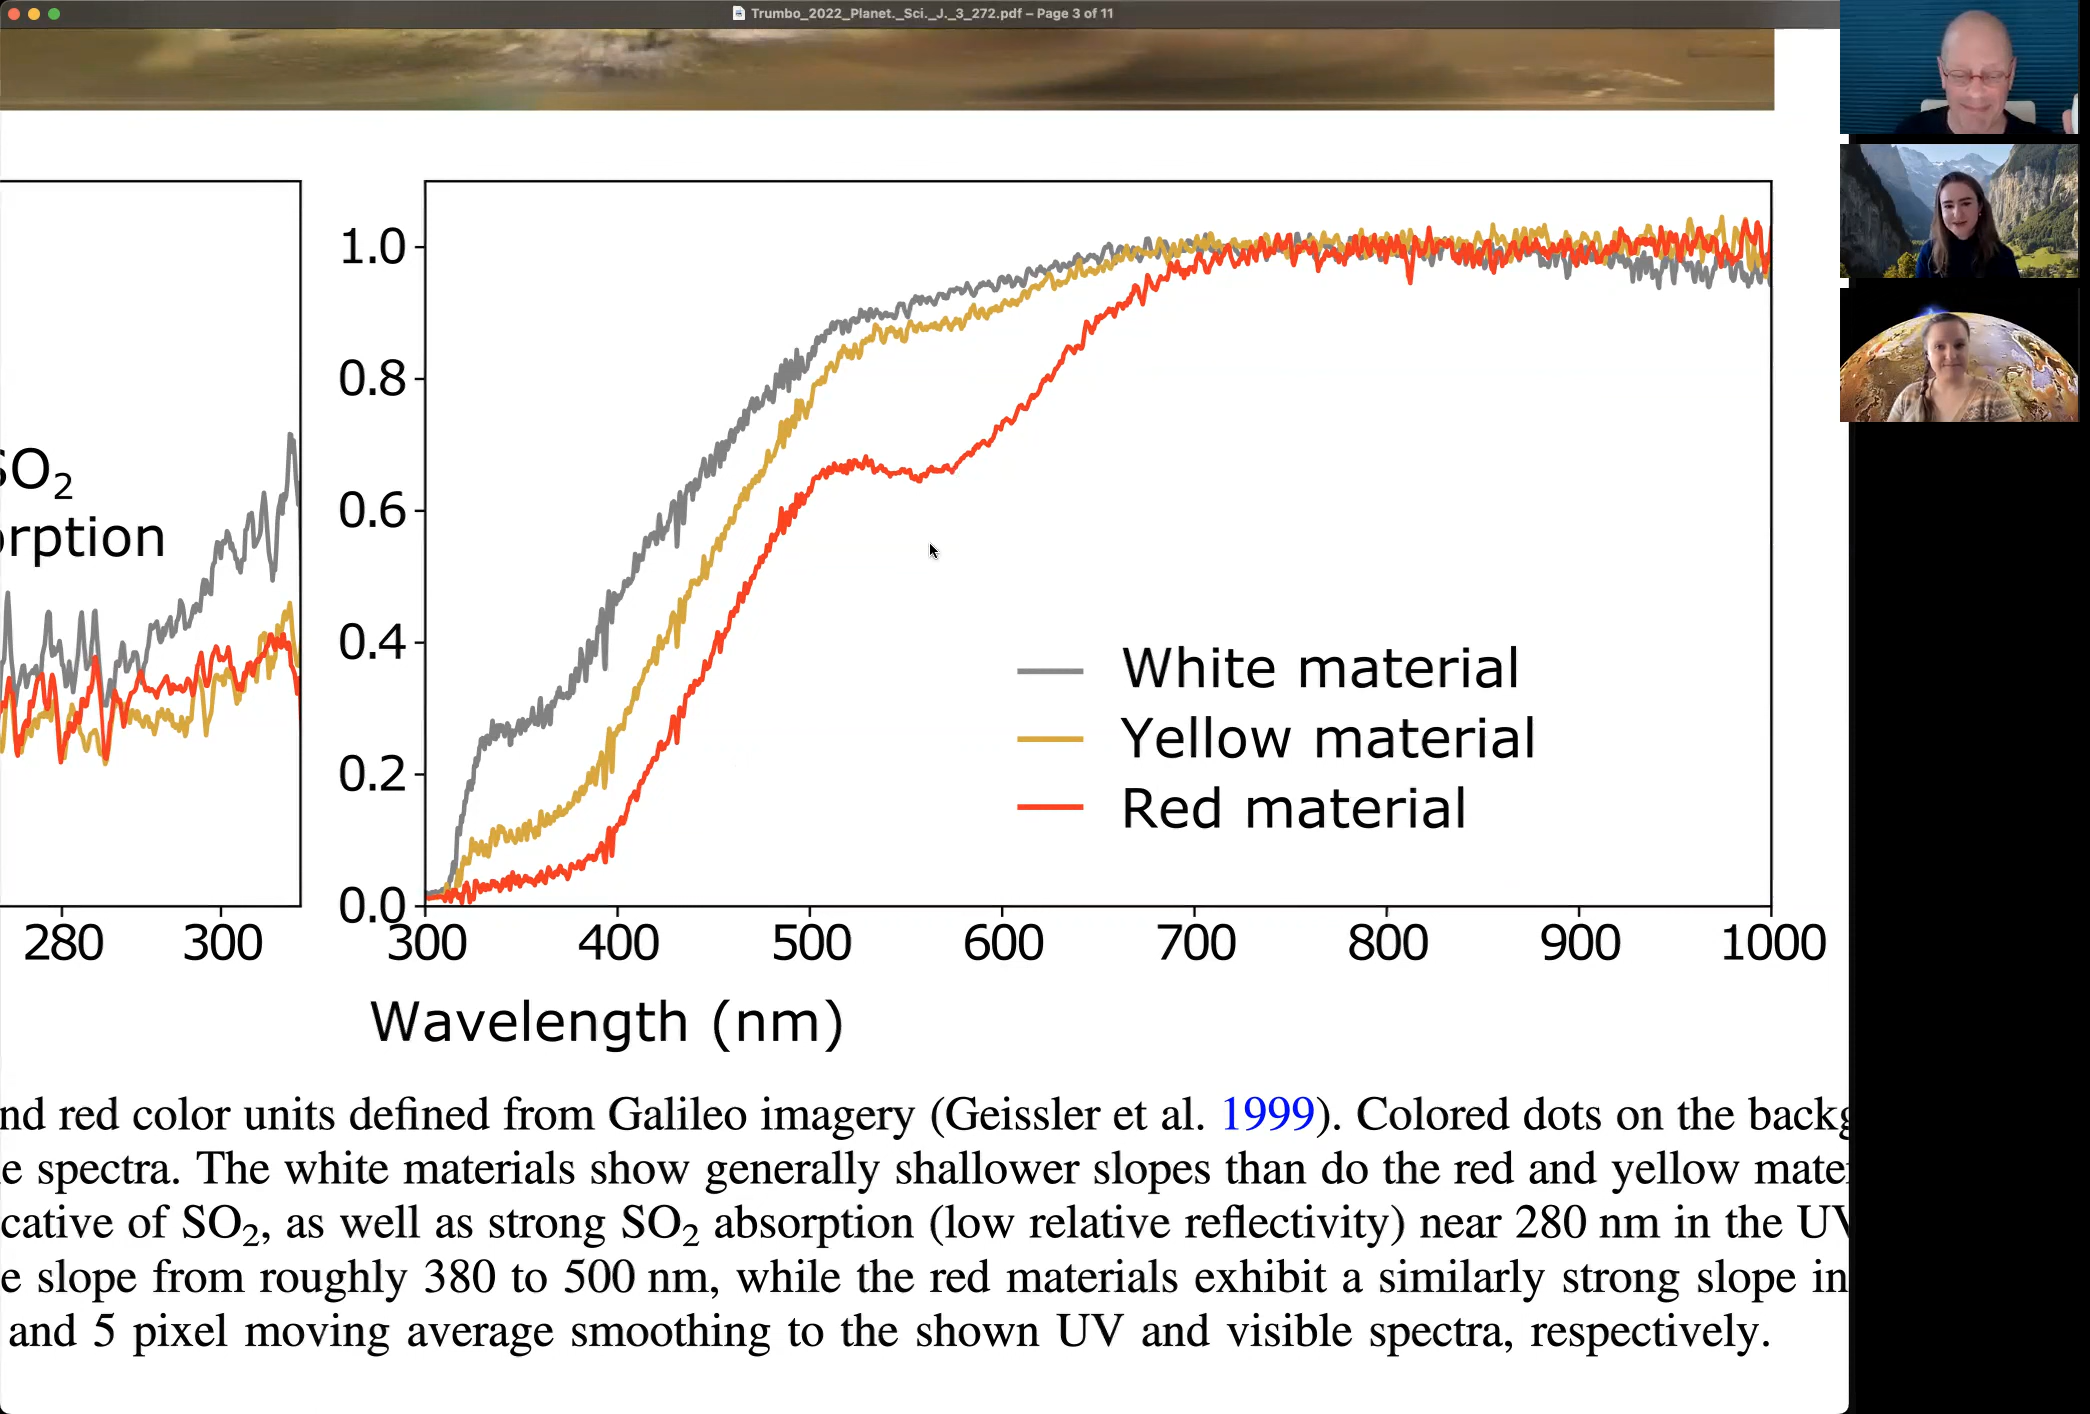 Trumbo_2022_Planet._Sci._J._3_272.pdf – Page 3 of 11
1.0
0.8
0.6
0.4
0.2
0.0
SO2
orption
White material
Yellow material
Red material
280 300 300 400 500 600 700 800 900 1000
Wavelength (nm)
nd red color units defined from Galileo imagery (Geissler et al. 1999). Colored dots on the backg
e spectra. The white materials show generally shallower slopes than do the red and yellow mate
cative of SO2, as well as strong SO2 absorption (low relative reflectivity) near 280 nm in the UV
e slope from roughly 380 to 500 nm, while the red materials exhibit a similarly strong slope in
and 5 pixel moving average smoothing to the shown UV and visible spectra, respectively.